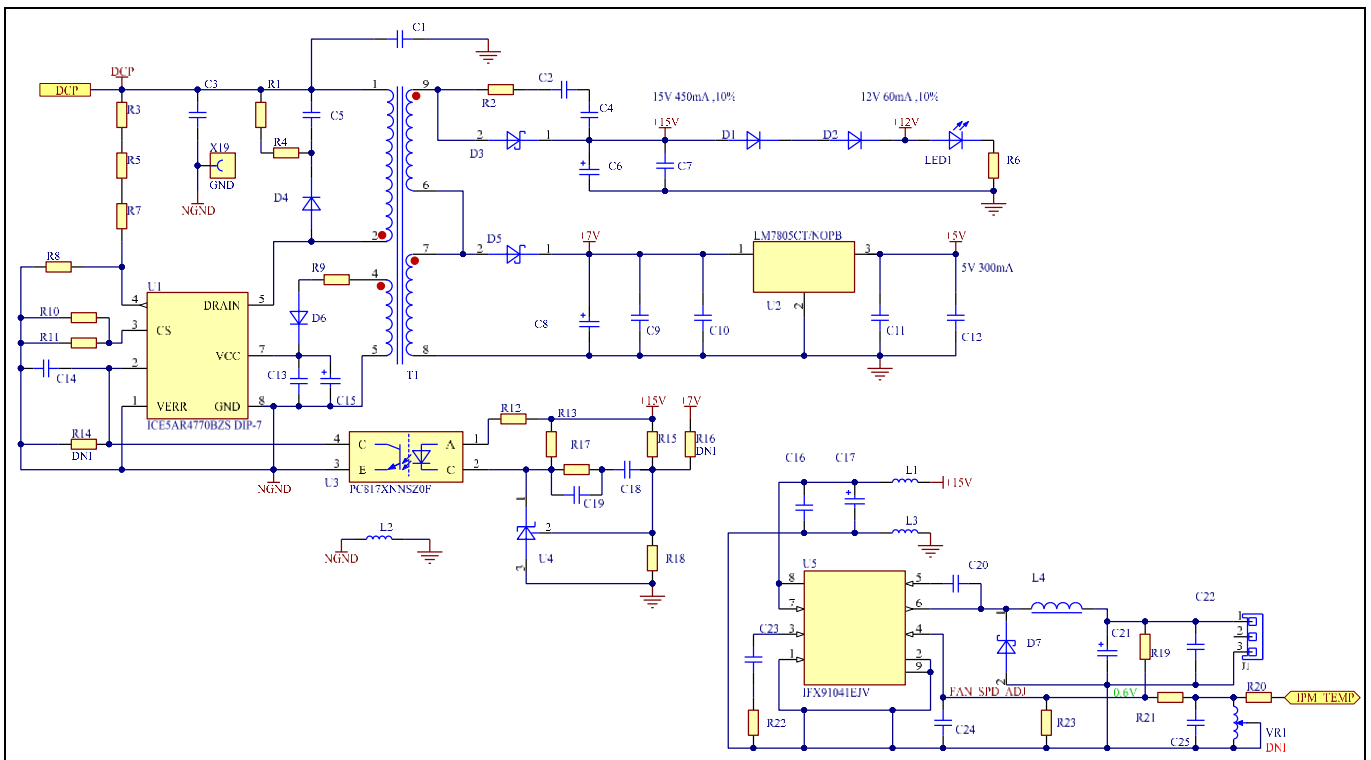 C1
DCP
DCP
C3
R1
1
9
C2
R2
15V 450mA ,10%
12V 60mA ,10%
R3
C5
C4
+15V
+12V
R4
2
1
D1
D2
X19
D3
LED1
R6
R5
C6
C7
GND
6
D4
NGND
R7
2
D5
7
2
1
+7V
LM7805CT/NOPB
1
3
+5V
R8
R9
4
5V 300mA
U1
4
DRAIN
5
U2
2
R10
D6
3
CS
C8
C9
C10
C11
C12
R11
VCC
7
5
8
2
C14
C13
T1
C15
1
VERR
GND
8
R12
R13
+15V
+7V
ICE5AR4770BZS DIP-7
R14
DNI
4
C
A
1
R17
R15
R16
DNI
3
E
C
2
C16
C17
L1
+15V
NGND
U3
PC817XNNSZ0F
C19
C18
1
L2
L3
2
NGND
U4
R18
3
U5
C20
8
5
L4
7
6
C22
1
C23
3
4
D7
C21
2
R19
3
1
2
J1
9
2
IFX91041EJV
FAN_SPD_ADJ
0.6V
R20
IPM_TEMP
R22
C24
R23
R21
C25
VR1
DNI